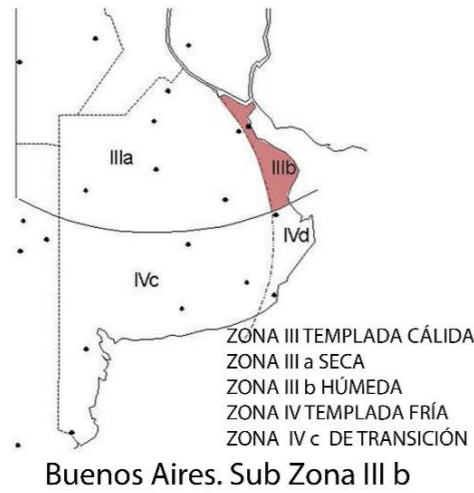 IIIa
IIIb
IVd
IVc
ZONA III TEMPLADA CÁLIDA
ZONA III a SECA
ZONA III b HÚMEDA
ZONA IV TEMPLADA FRÍA
ZONA IV c DE TRANSICIÓN
Buenos Aires. Sub Zona III b